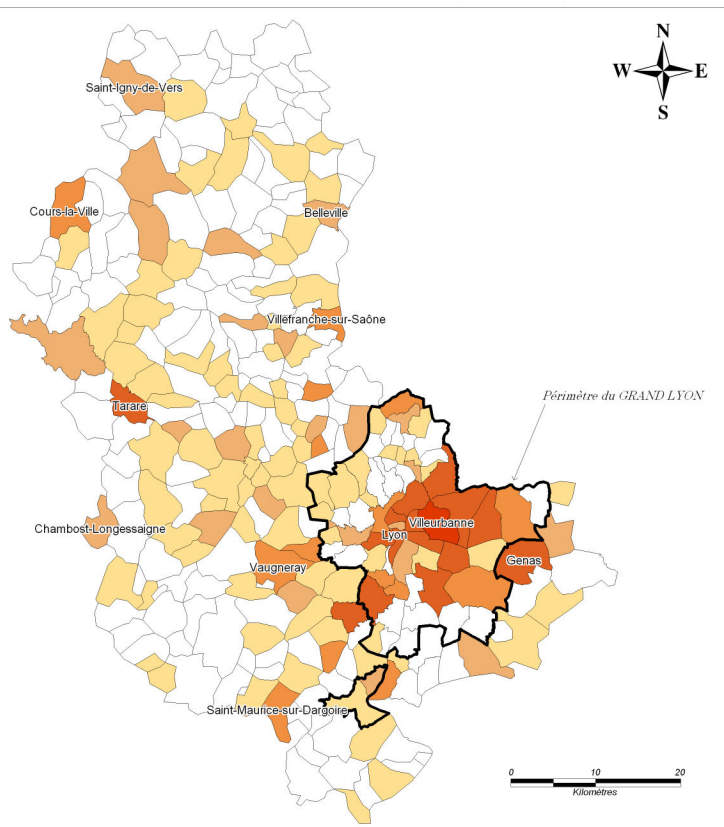 N
W E
S
Saint-Igny-de-Vers
Cours-la-Ville
Belleville
Villefranche-sur-Saône
Tarare
Périmètre du GRAND LYON
Chambost-Longessaigne
Villeurbanne
Lyon
Genas
Vaugneray
Saint-Maurice-sur-Dargoire
0 10 20
Kilomètres